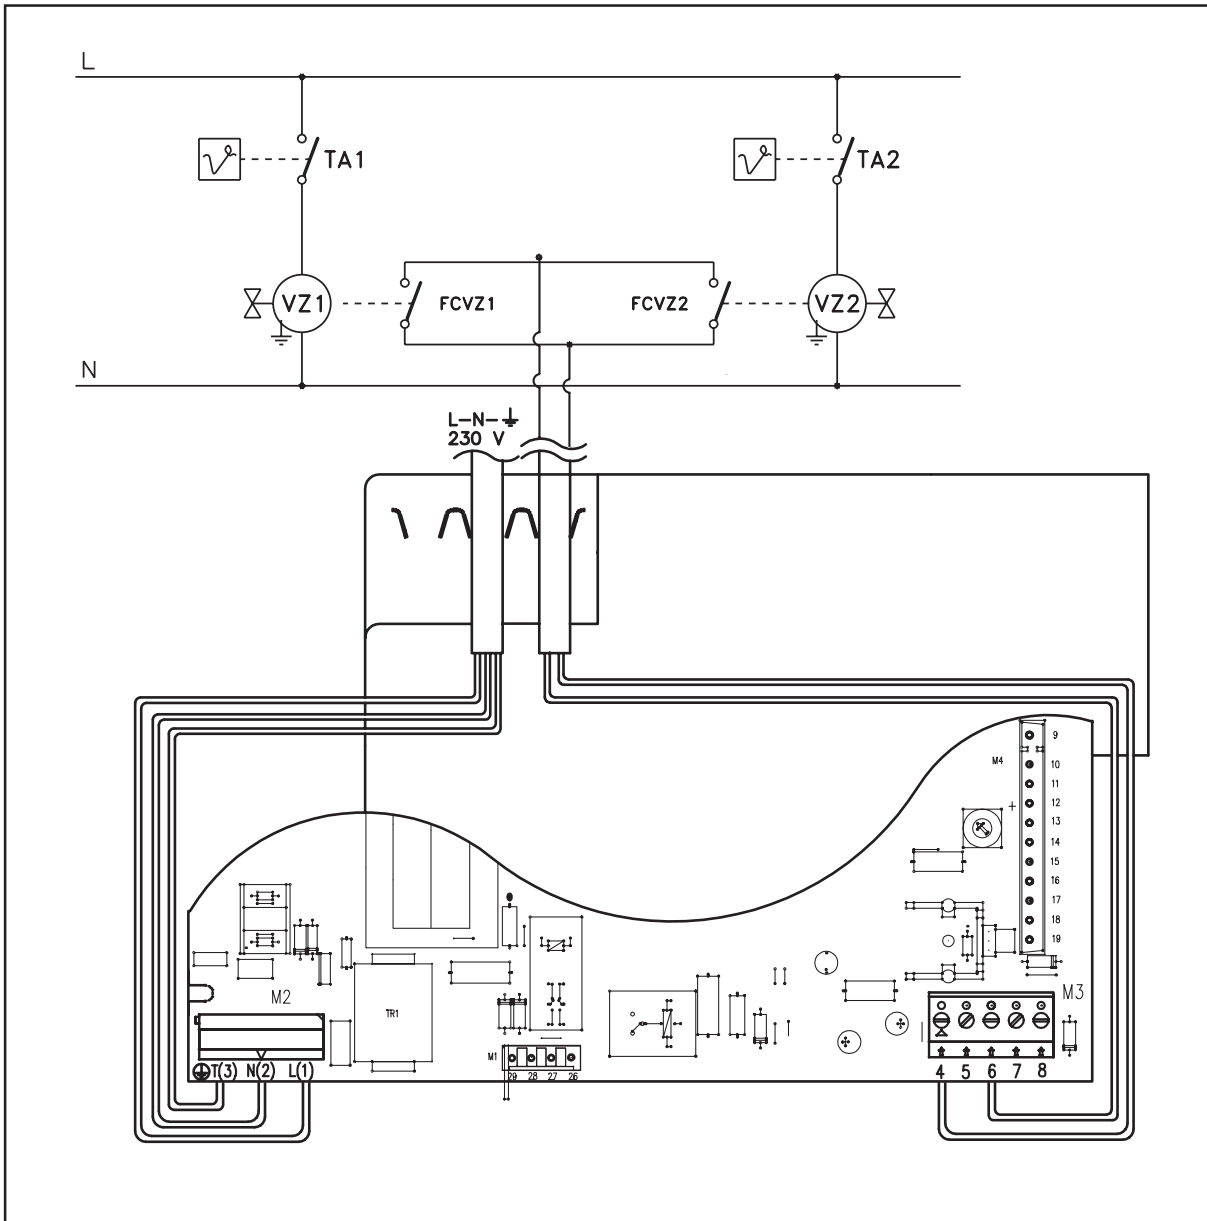 L
TA1
TA2
VZ1
FCVZ1
FCVZ2
VZ2
N
L-N-
230 V
9
M4
10
11
12
+
13
14
15
16
17
18
19
M2
M3
TR1
M1
29 28 27 26
T(3) N(2) L(1)
4 5 6 7 8